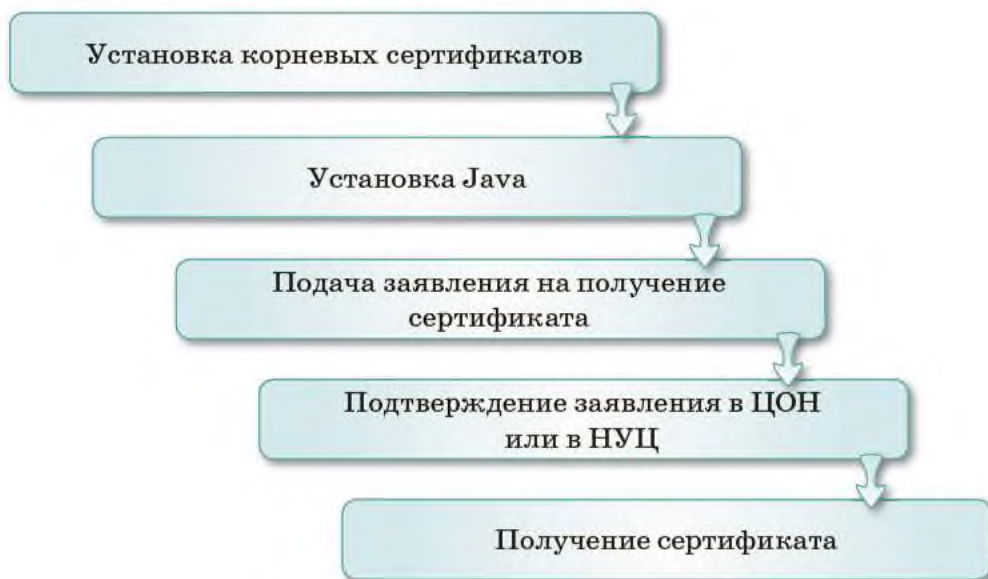 Установка корневых сертификатов
Установка Java
Подача заявления на получение
сертификата
Подтверждение заявления в ЦОН
или в НУЦ
Получение сертификата